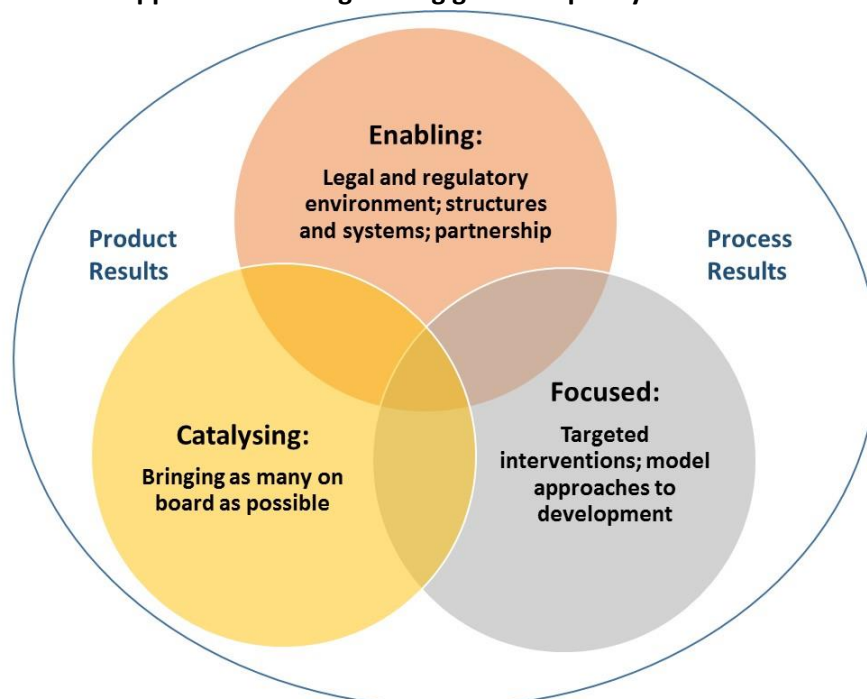 Enabling:
Legal and regulatory
environment; structures
and systems; partnership
Product
Results
Process
Results
Focused:
Targeted
interventions; model
approaches to
development
Catalysing:
Bringing as many on
board as possible